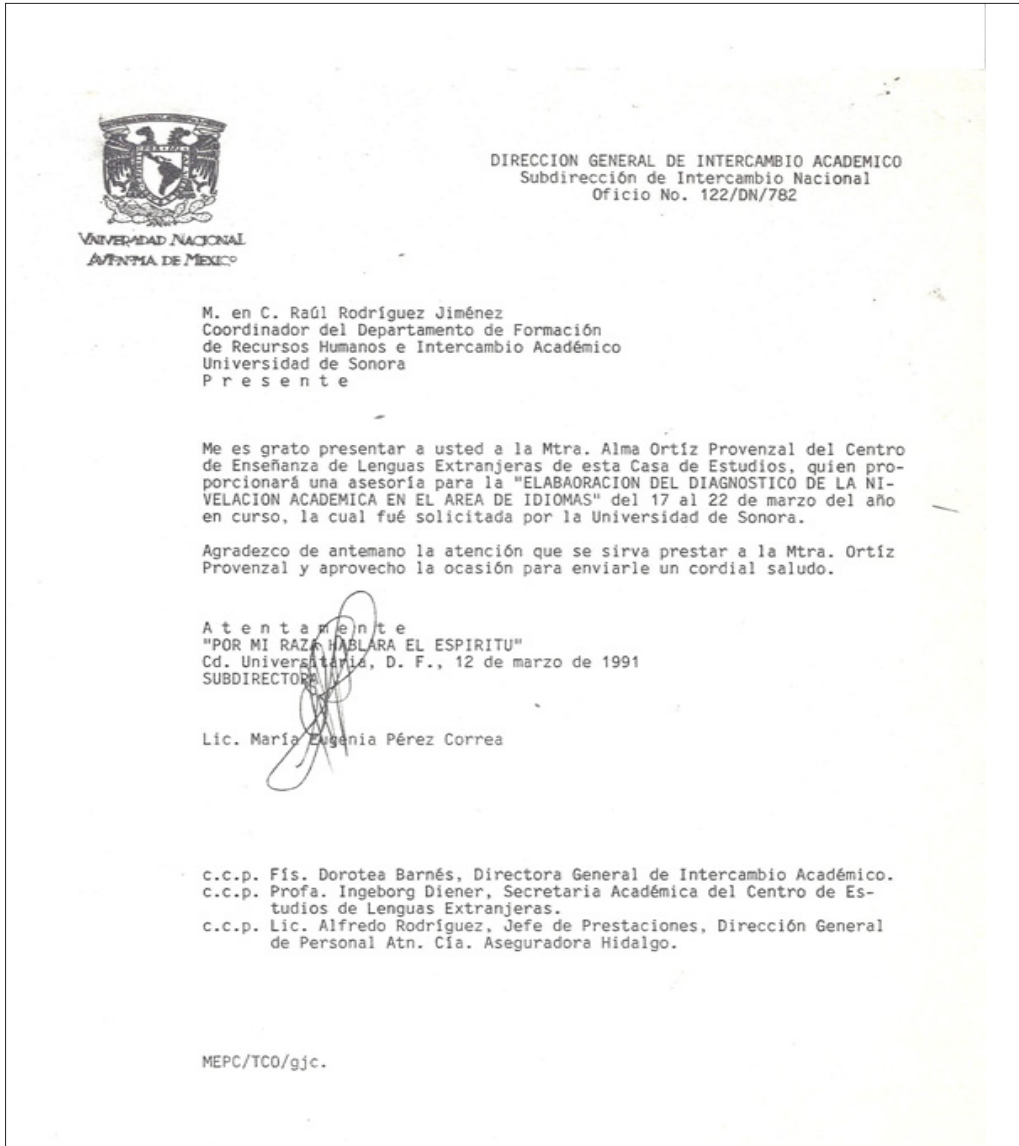 DIRECCION GENERAL DE INTERCAMBIO ACADEMICO
Subdirección de Intercambio Nacional
Oficio No. 122/DN/782
VNIVERSIDAD NACIONAL
AVTNMA DE MEXICO
M. en C. Raúl Rodríguez Jiménez
Coordinador del Departamento de Formación
de Recursos Humanos e Intercambio Académico
Universidad de Sonora
P r e s e n t e
Me es grato presentar a usted a la Mtra. Alma Ortíz Provenzal del Centro
de Enseñanza de Lenguas Extranjeras de esta Casa de Estudios, quien pro-
porcionará una asesoría para la "ELABAORACION DEL DIAGNOSTICO DE LA NI-
VELACION ACADEMICA EN EL AREA DE IDIOMAS" del 17 al 22 de marzo del año
en curso, la cual fué solicitada por la Universidad de Sonora.
Agradezco de antemano la atención que se sirva prestar a la Mtra. Ortíz
Provenzal y aprovecho la ocasión para enviarle un cordial saludo.
A t e n t a m e n t e
"POR MI RAZA HABLARA EL ESPIRITU"
Cd. Universitaria, D. F., 12 de marzo de 1991
SUBDIRECTORA
Lic. María Eugenia Pérez Correa
c.c.p. Fís. Dorotea Barnés, Directora General de Intercambio Académico.
c.c.p. Profa. Ingeborg Diener, Secretaria Académica del Centro de Es-
tudios de Lenguas Extranjeras.
c.c.p. Lic. Alfredo Rodríguez, Jefe de Prestaciones, Dirección General
de Personal Atn. Cía. Aseguradora Hidalgo.
MEPC/TCO/gjc.